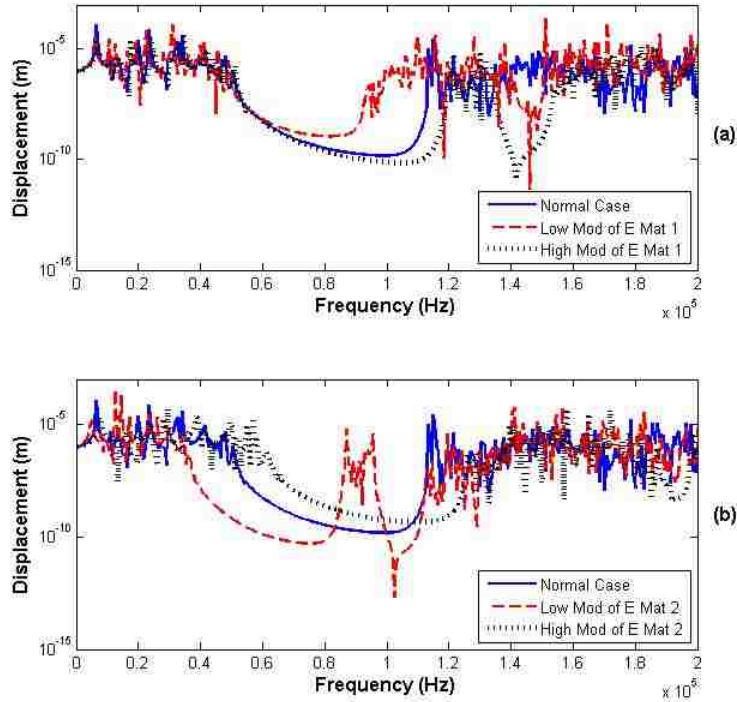 Displacement (m)
10^-5
10^-10
10^-15
0 0.2 0.4 0.6 0.8 1 1.2 1.4 1.6 1.8 2
x 10^5
Frequency (Hz)
Normal Case
Low Mod of E Mat 1
High Mod of E Mat 1
(a)
Displacement (m)
10^-5
10^-10
10^-15
0 0.2 0.4 0.6 0.8 1 1.2 1.4 1.6 1.8 2
x 10^5
Frequency (Hz)
Normal Case
Low Mod of E Mat 2
High Mod of E Mat 2
(b)